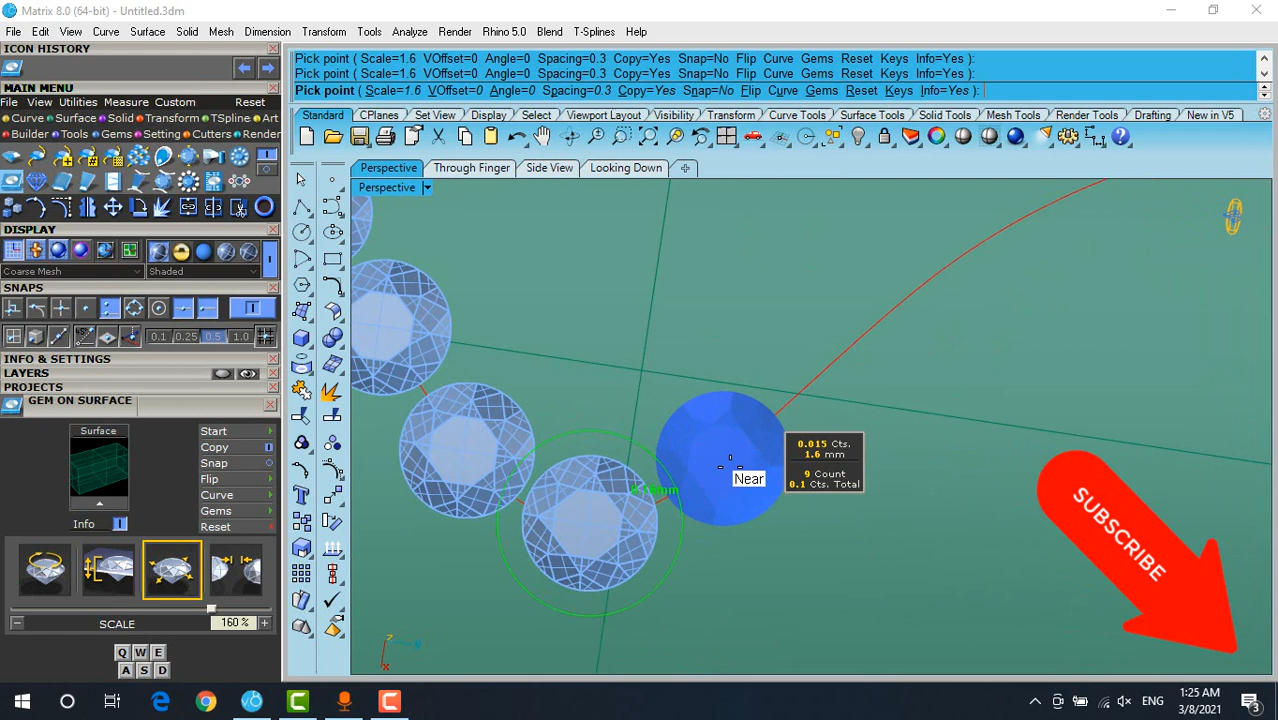 Matrix 8.0 (64-bit) - Untitled.3dm
File Edit View Curve Surface Solid Mesh Dimension Transform Tools Analyze Render Rhino 5.0 Blend T-Splines Help
ICON HISTORY
MAIN MENU
File View Utilities Measure Custom Reset
Curve Surface Solid Transform TSpline Art
Builder Tools Gems Setting Cutters Render
DISPLAY
Coarse Mesh Shaded
SNAPS
0.1 0.25 0.5 1.0
INFO & SETTINGS
LAYERS
PROJECTS
GEM ON SURFACE
Surface
Info
Start
Copy
Snap
Flip
Curve
Gems
Reset
SCALE 160 %
Q W E
A S D
Pick point ( Scale=1.6 VOffset=0 Angle=0 Spacing=0.3 Copy=Yes Snap=No Flip Curve Gems Reset Keys Info=Yes ):
Pick point ( Scale=1.6 VOffset=0 Angle=0 Spacing=0.3 Copy=Yes Snap=No Flip Curve Gems Reset Keys Info=Yes ):
Pick point ( Scale=1.6 VOffset=0 Angle=0 Spacing=0.3 Copy=Yes Snap=No Flip Curve Gems Reset Keys Info=Yes ):
Standard CPlanes Set View Display Select Viewport Layout Visibility Transform Curve Tools Surface Tools Solid Tools Mesh Tools Render Tools Drafting New in V5
Perspective Through Finger Side View Looking Down
Perspective
0.015 Cts.
1.6 mm
9 Count
0.1 Cts. Total
Near
SUBSCRIBE
z
x
ENG
1:25 AM
3/8/2021
3